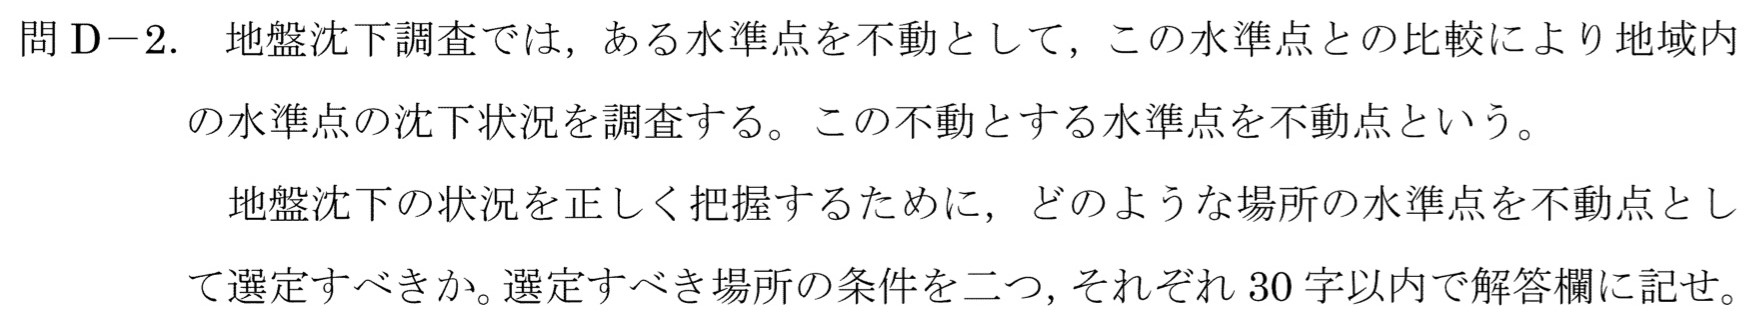 問 D－2.　地盤沈下調査では，ある水準点を不動として，この水準点との比較により地域内
の水準点の沈下状況を調査する。この不動とする水準点を不動点という。
地盤沈下の状況を正しく把握するために，どのような場所の水準点を不動点とし
て選定すべきか。選定すべき場所の条件を二つ，それぞれ 30 字以内で解答欄に記せ。